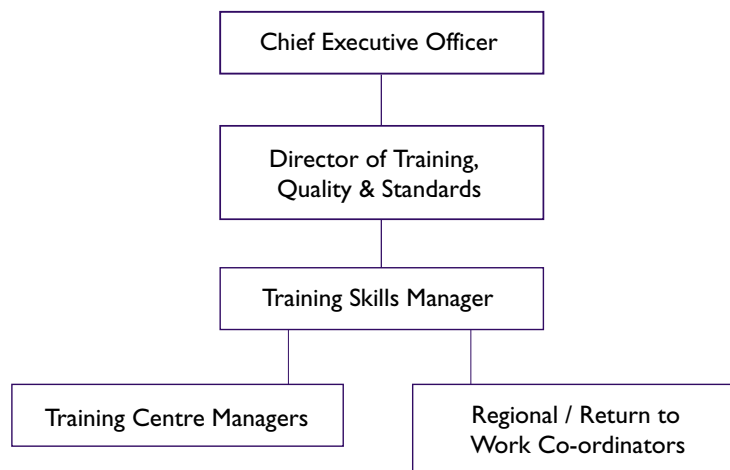 Chief Executive Officer
Director of Training,
Quality & Standards
Training Skills Manager
Training Centre Managers
Regional / Return to
Work Co-ordinators